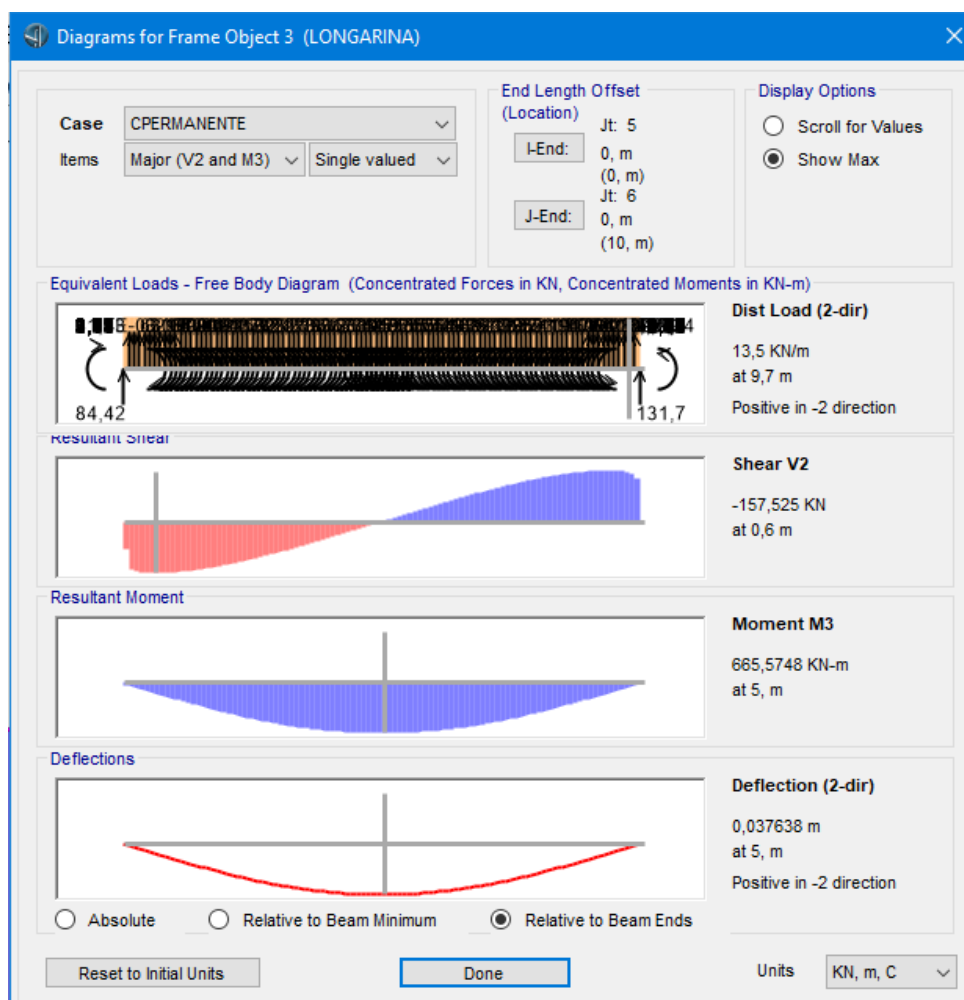 Diagrams for Frame Object 3 (LONGARINA)
Case
CPERMANENTE
Items
Major (V2 and M3)
Single valued
End Length Offset
(Location)
Jt: 5
I-End:
0, m
(0, m)
Jt: 6
J-End:
0, m
(10, m)
Display Options
Scroll for Values
Show Max
Equivalent Loads - Free Body Diagram (Concentrated Forces in KN, Concentrated Moments in KN-m)
84,42
131,7
Dist Load (2-dir)
13,5 KN/m
at 9,7 m
Positive in -2 direction
Resultant Shear
Shear V2
-157,525 KN
at 0,6 m
Resultant Moment
Moment M3
665,5748 KN-m
at 5, m
Deflections
Deflection (2-dir)
0,037638 m
at 5, m
Positive in -2 direction
Absolute
Relative to Beam Minimum
Relative to Beam Ends
Reset to Initial Units
Done
Units
KN, m, C